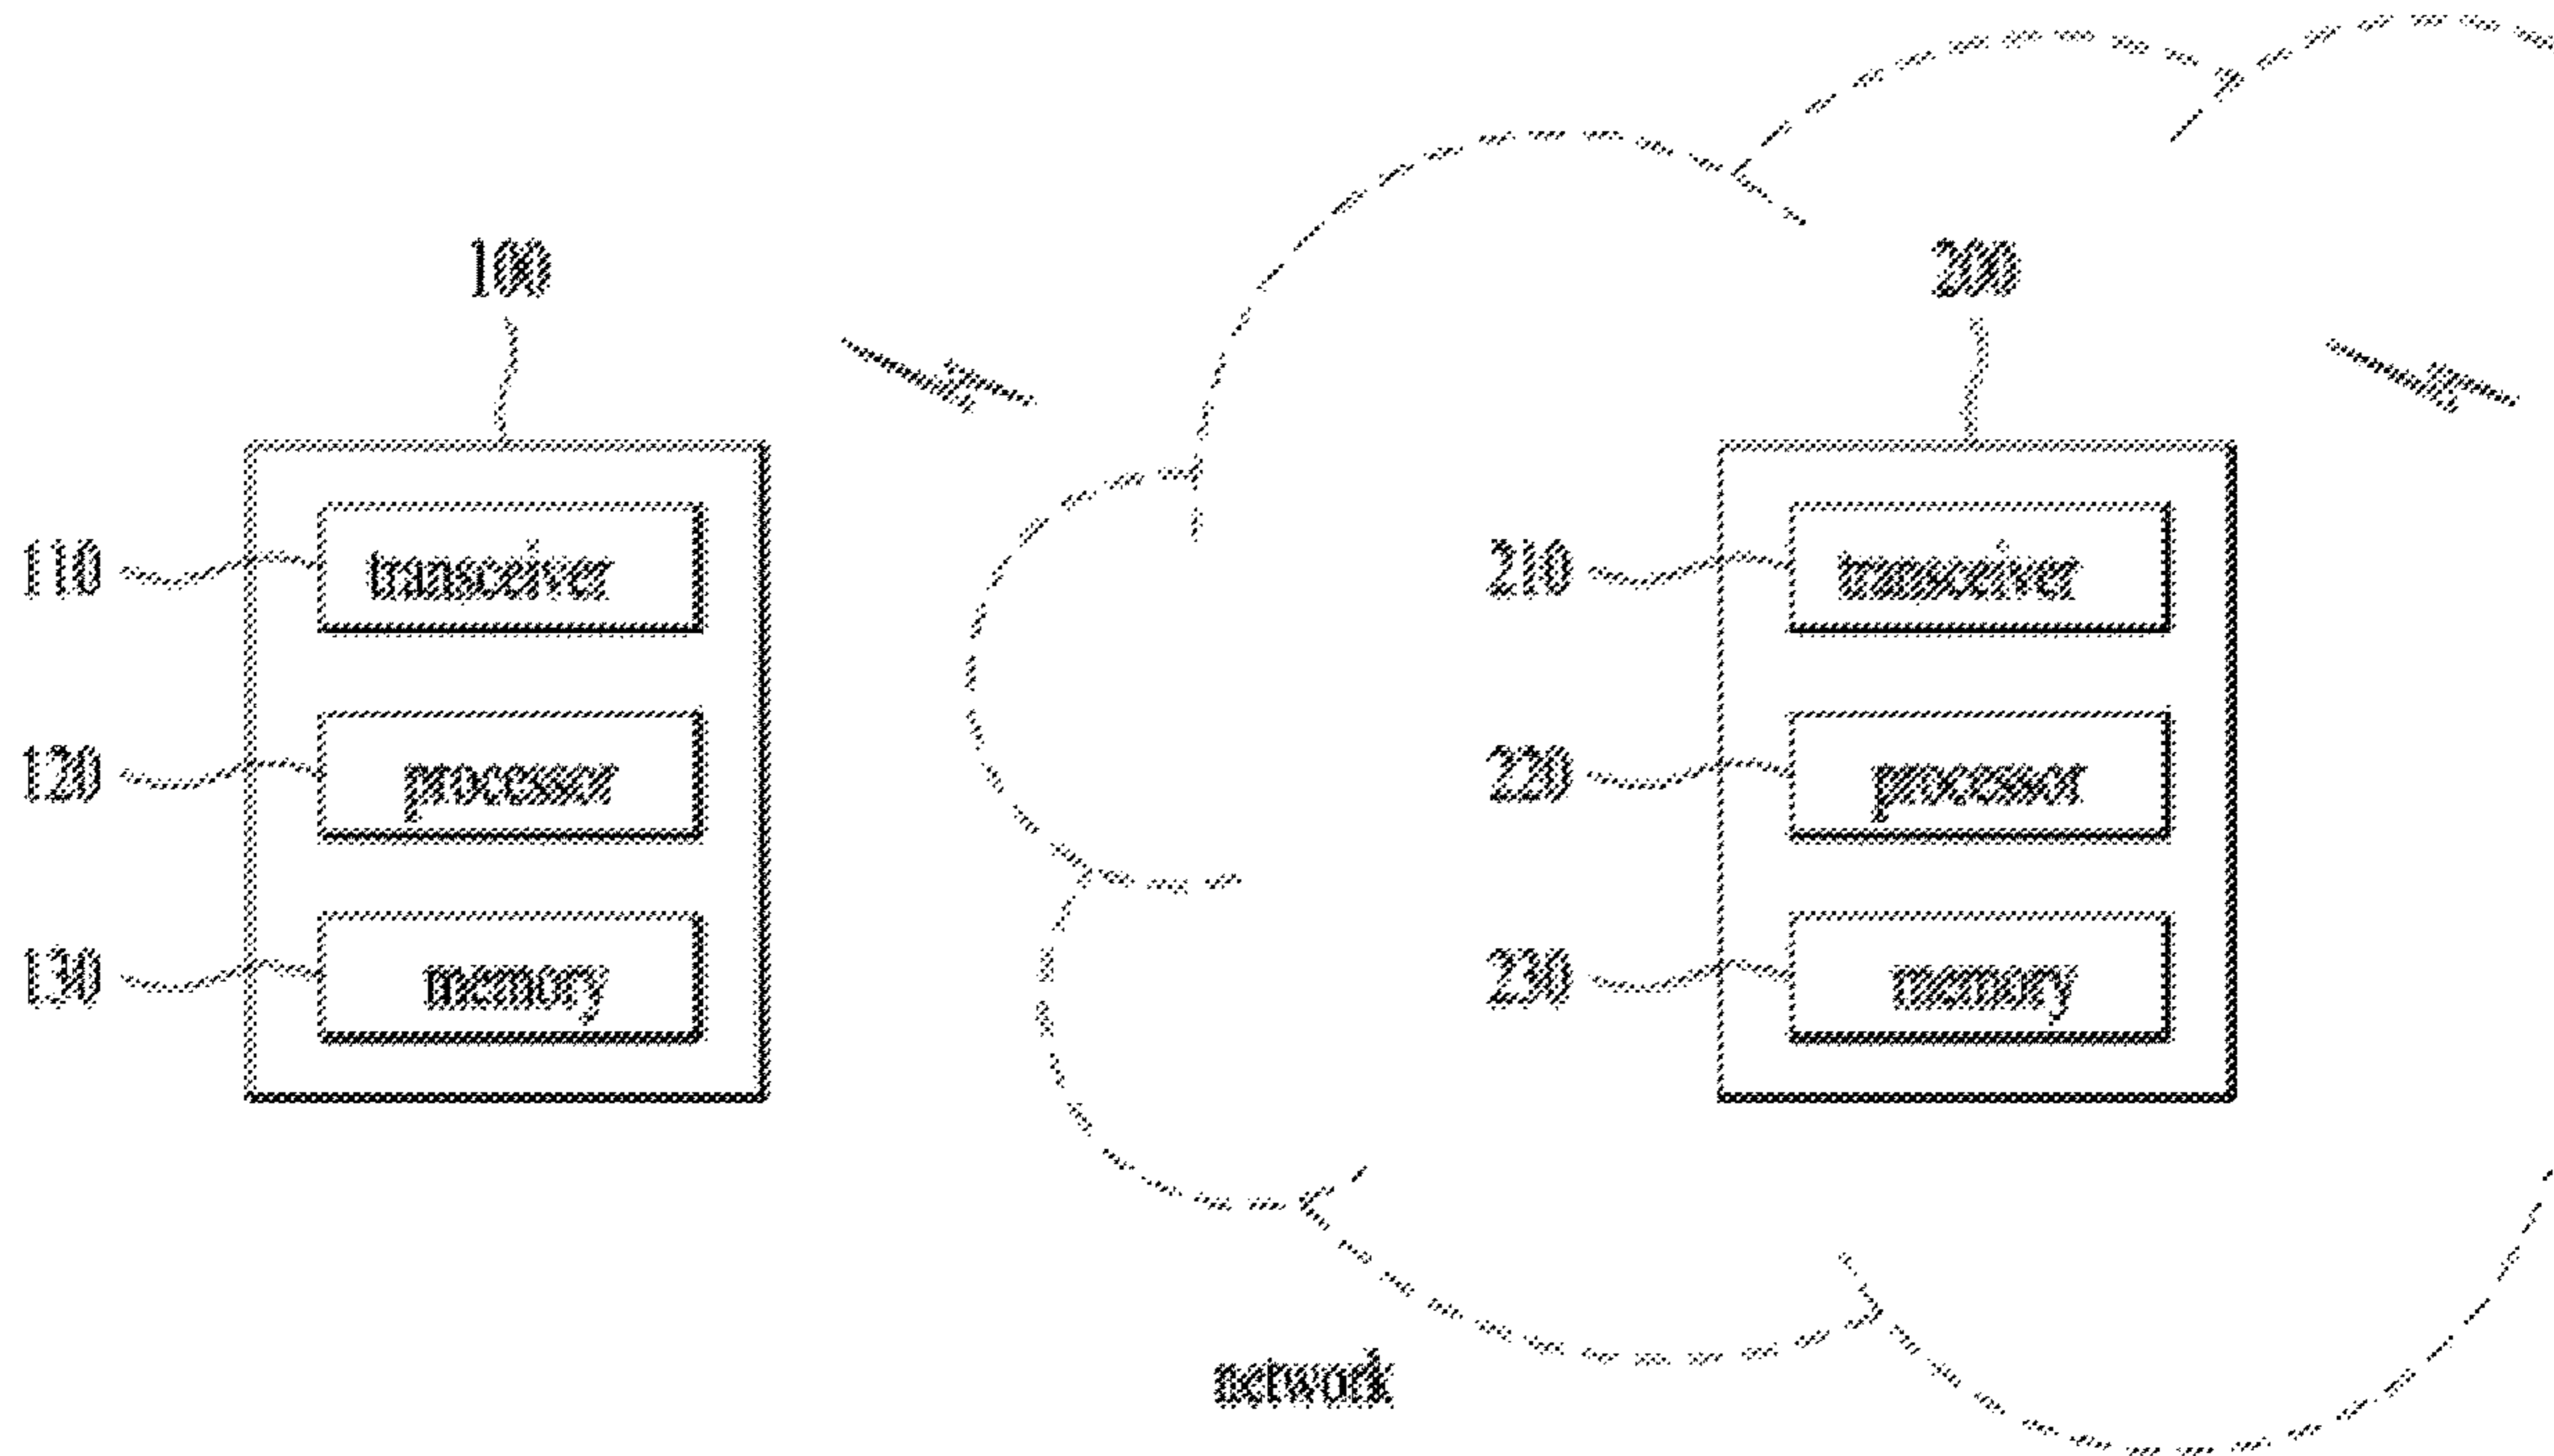 100
200
110
transceiver
210
transceiver
120
processor
220
processor
130
memory
230
memory
network